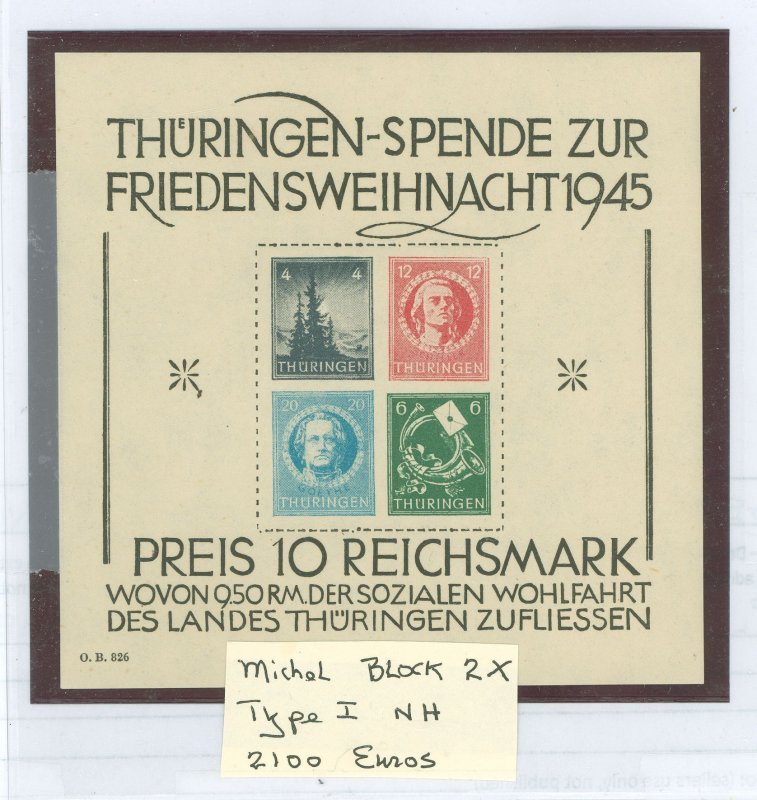 THÜRINGEN-SPENDE ZUR
FRIEDENSWEIHNACHT 1945
4 4
THÜRINGEN
12 12
THÜRINGEN
20 20
GOETHE
THÜRINGEN
6 6
THÜRINGEN
PREIS 10 REICHSMARK
WOVON 9.50 RM. DER SOZIALEN WOHLFAHRT
DES LANDES THÜRINGEN ZUFLIESSEN
O. B. 826
Michel BLOCK 2X
Type I NH
2100 Euros